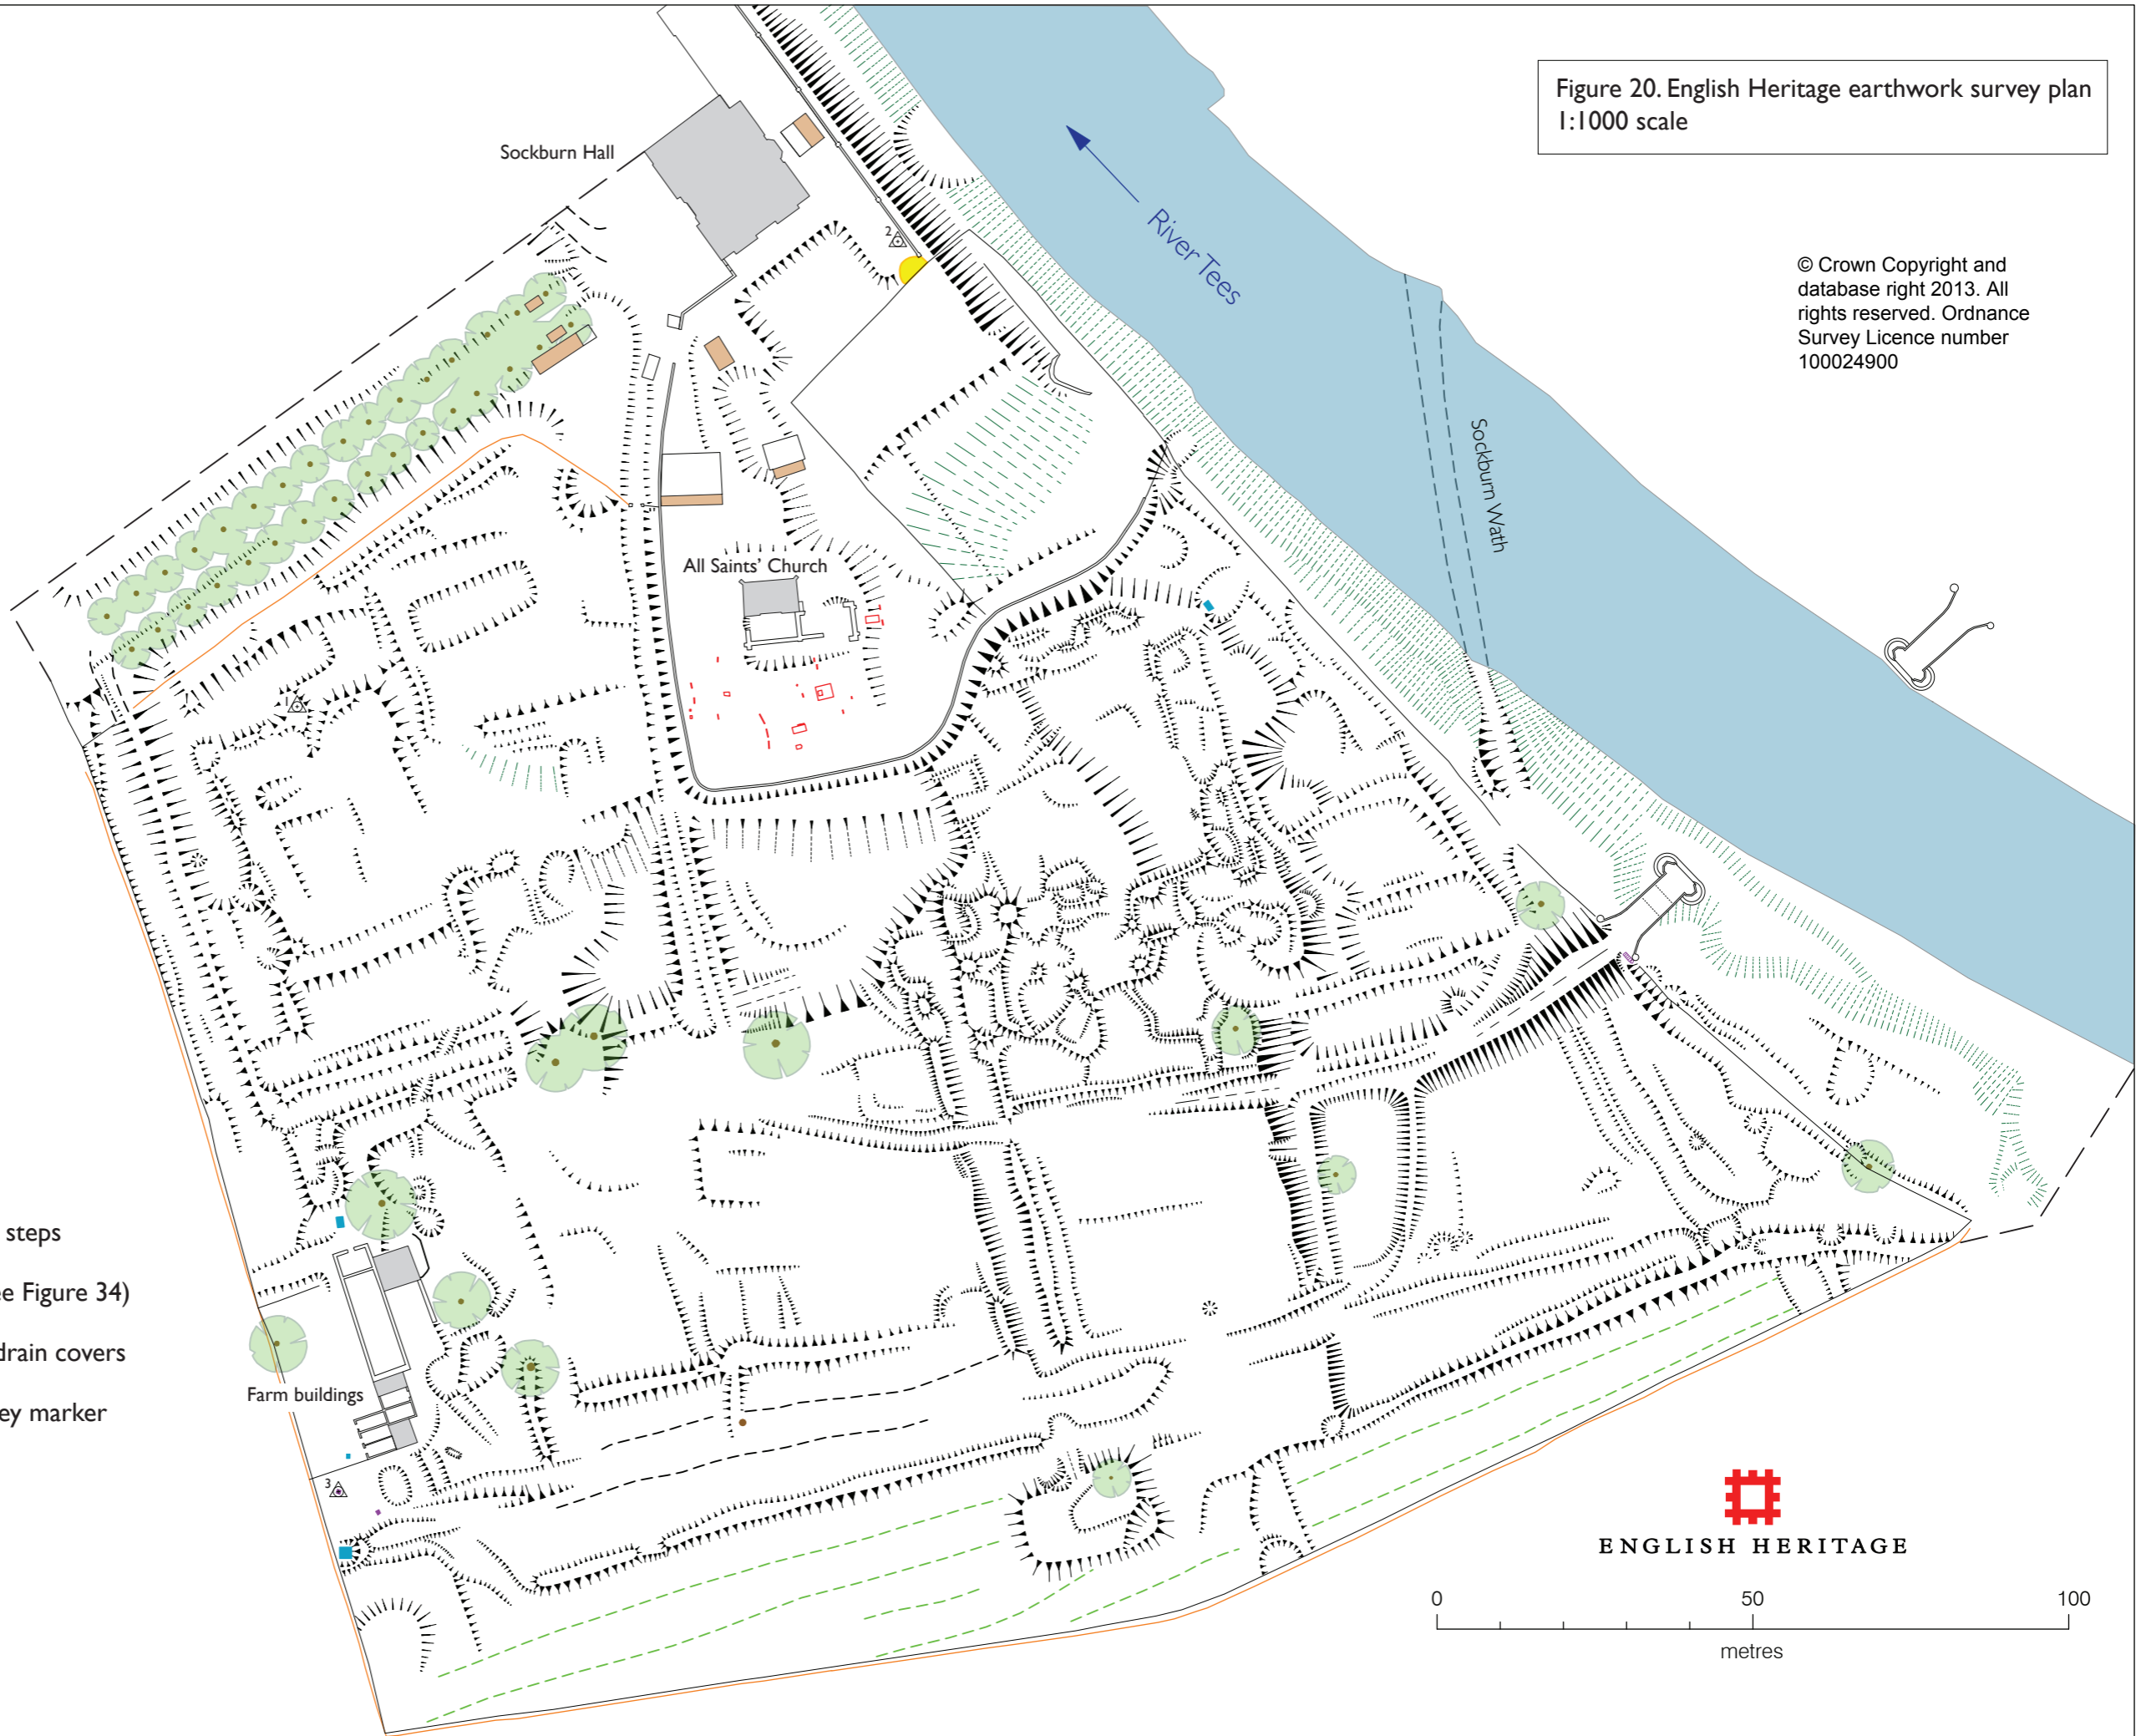 Figure 20. English Heritage earthwork survey plan
1:1000 scale
Sockburn Hall
2
River Tees
© Crown Copyright and
database right 2013. All
rights reserved. Ordnance
Survey Licence number
100024900
Sockburn Wath
All Saints' Church
1
steps
e Figure 34)
drain covers
ey marker
Farm buildings
3
ENGLISH HERITAGE
0 50 100
metres